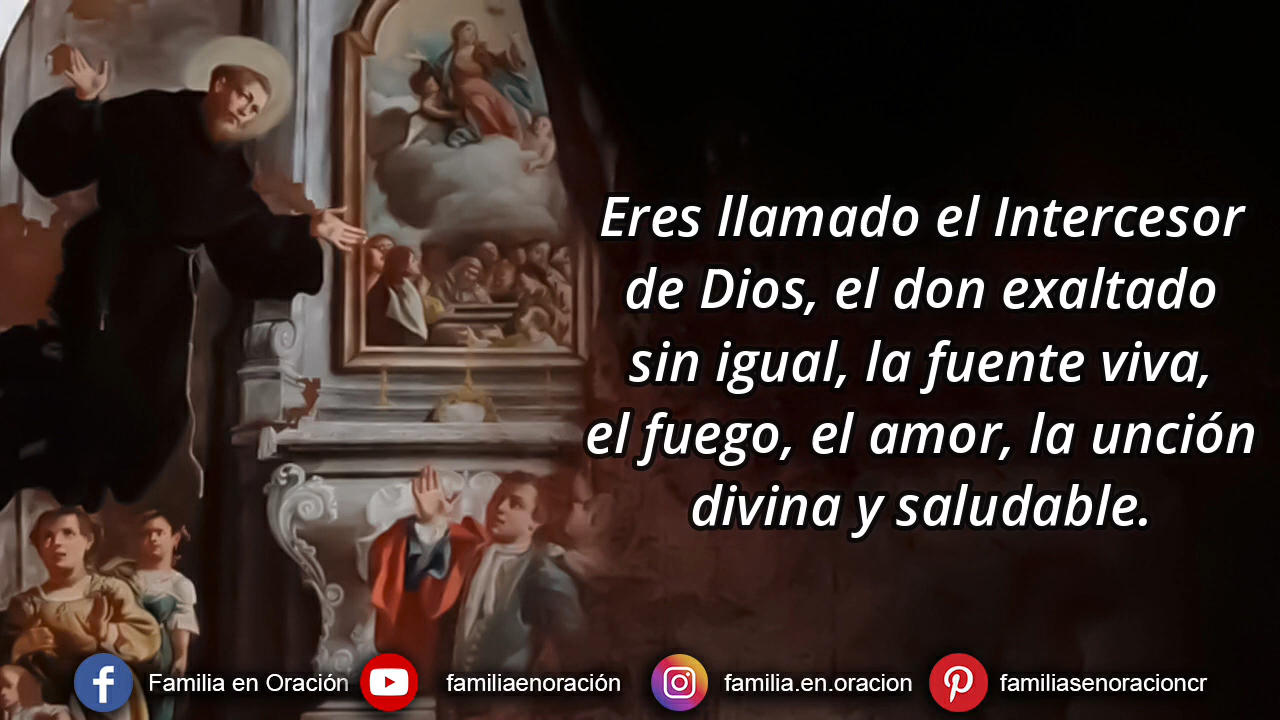 Eres llamado el Intercesor
de Dios, el don exaltado
sin igual, la fuente viva,
el fuego, el amor, la unción
divina y saludable.
Familia en Oración
familiaenoración
familia.en.oracion
familiasenoracioncr